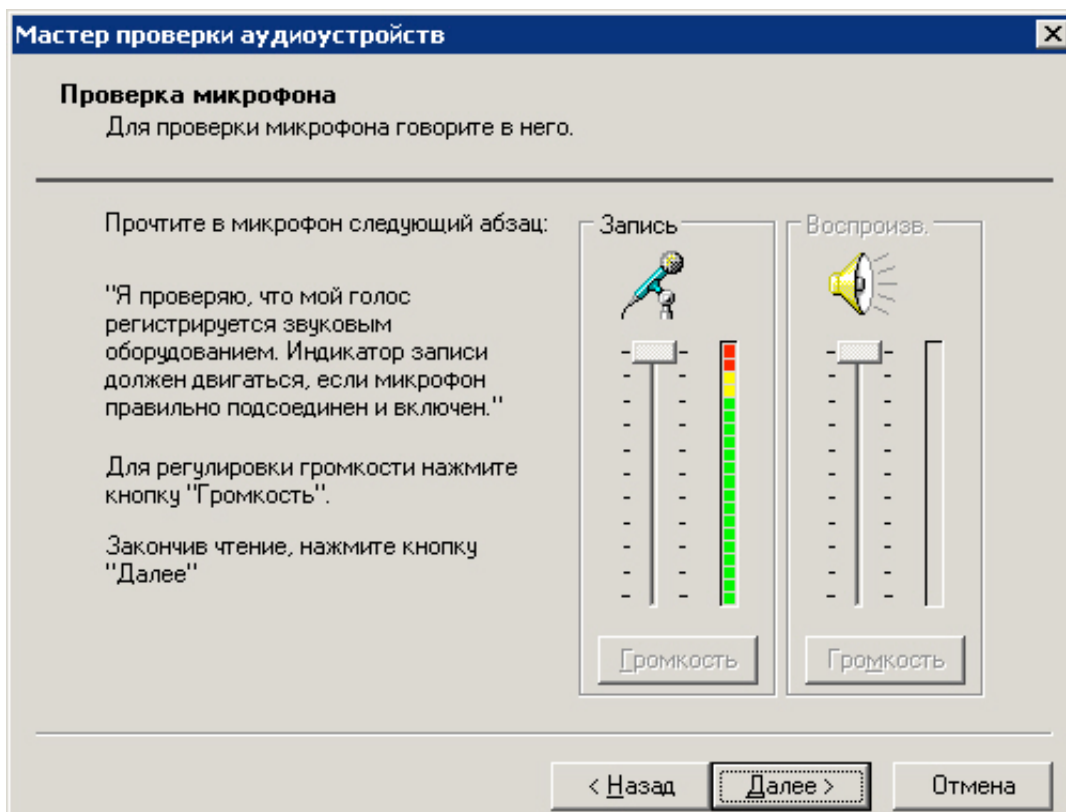 Мастер проверки аудиоустройств
Проверка микрофона
Для проверки микрофона говорите в него.
Прочтите в микрофон следующий абзац:
"Я проверяю, что мой голос
регистрируется звуковым
оборудованием. Индикатор записи
должен двигаться, если микрофон
правильно подсоединен и включен."
Для регулировки громкости нажмите
кнопку "Громкость".
Закончив чтение, нажмите кнопку
"Далее"
Запись
Громкость
Воспроизв.
Громкость
< Назад
Далее >
Отмена